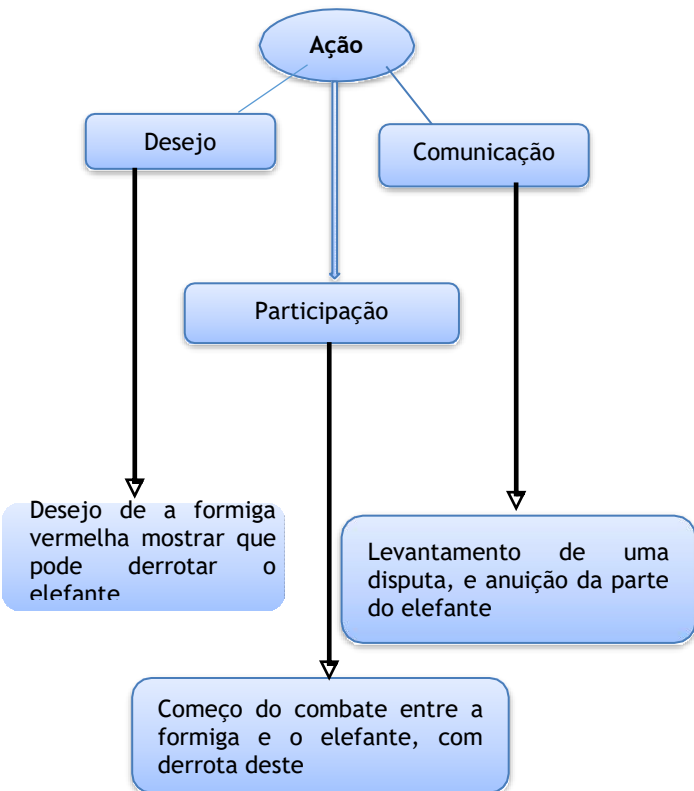 Ação
Desejo
Comunicação
Participação
Desejo de a formiga
vermelha mostrar que
pode derrotar o
elefante
Levantamento de uma
disputa, e anuição da parte
do elefante
Começo do combate entre a
formiga e o elefante, com
derrota deste